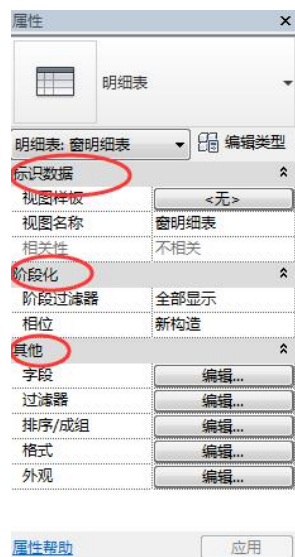 属性
明细表
明细表: 窗明细表 编辑类型
标识数据
视图样板 <无>
视图名称 窗明细表
相关性 不相关
阶段化
阶段过滤器 全部显示
相位 新构造
其他
字段 编辑...
过滤器 编辑...
排序/成组 编辑...
格式 编辑...
外观 编辑...
属性帮助 应用